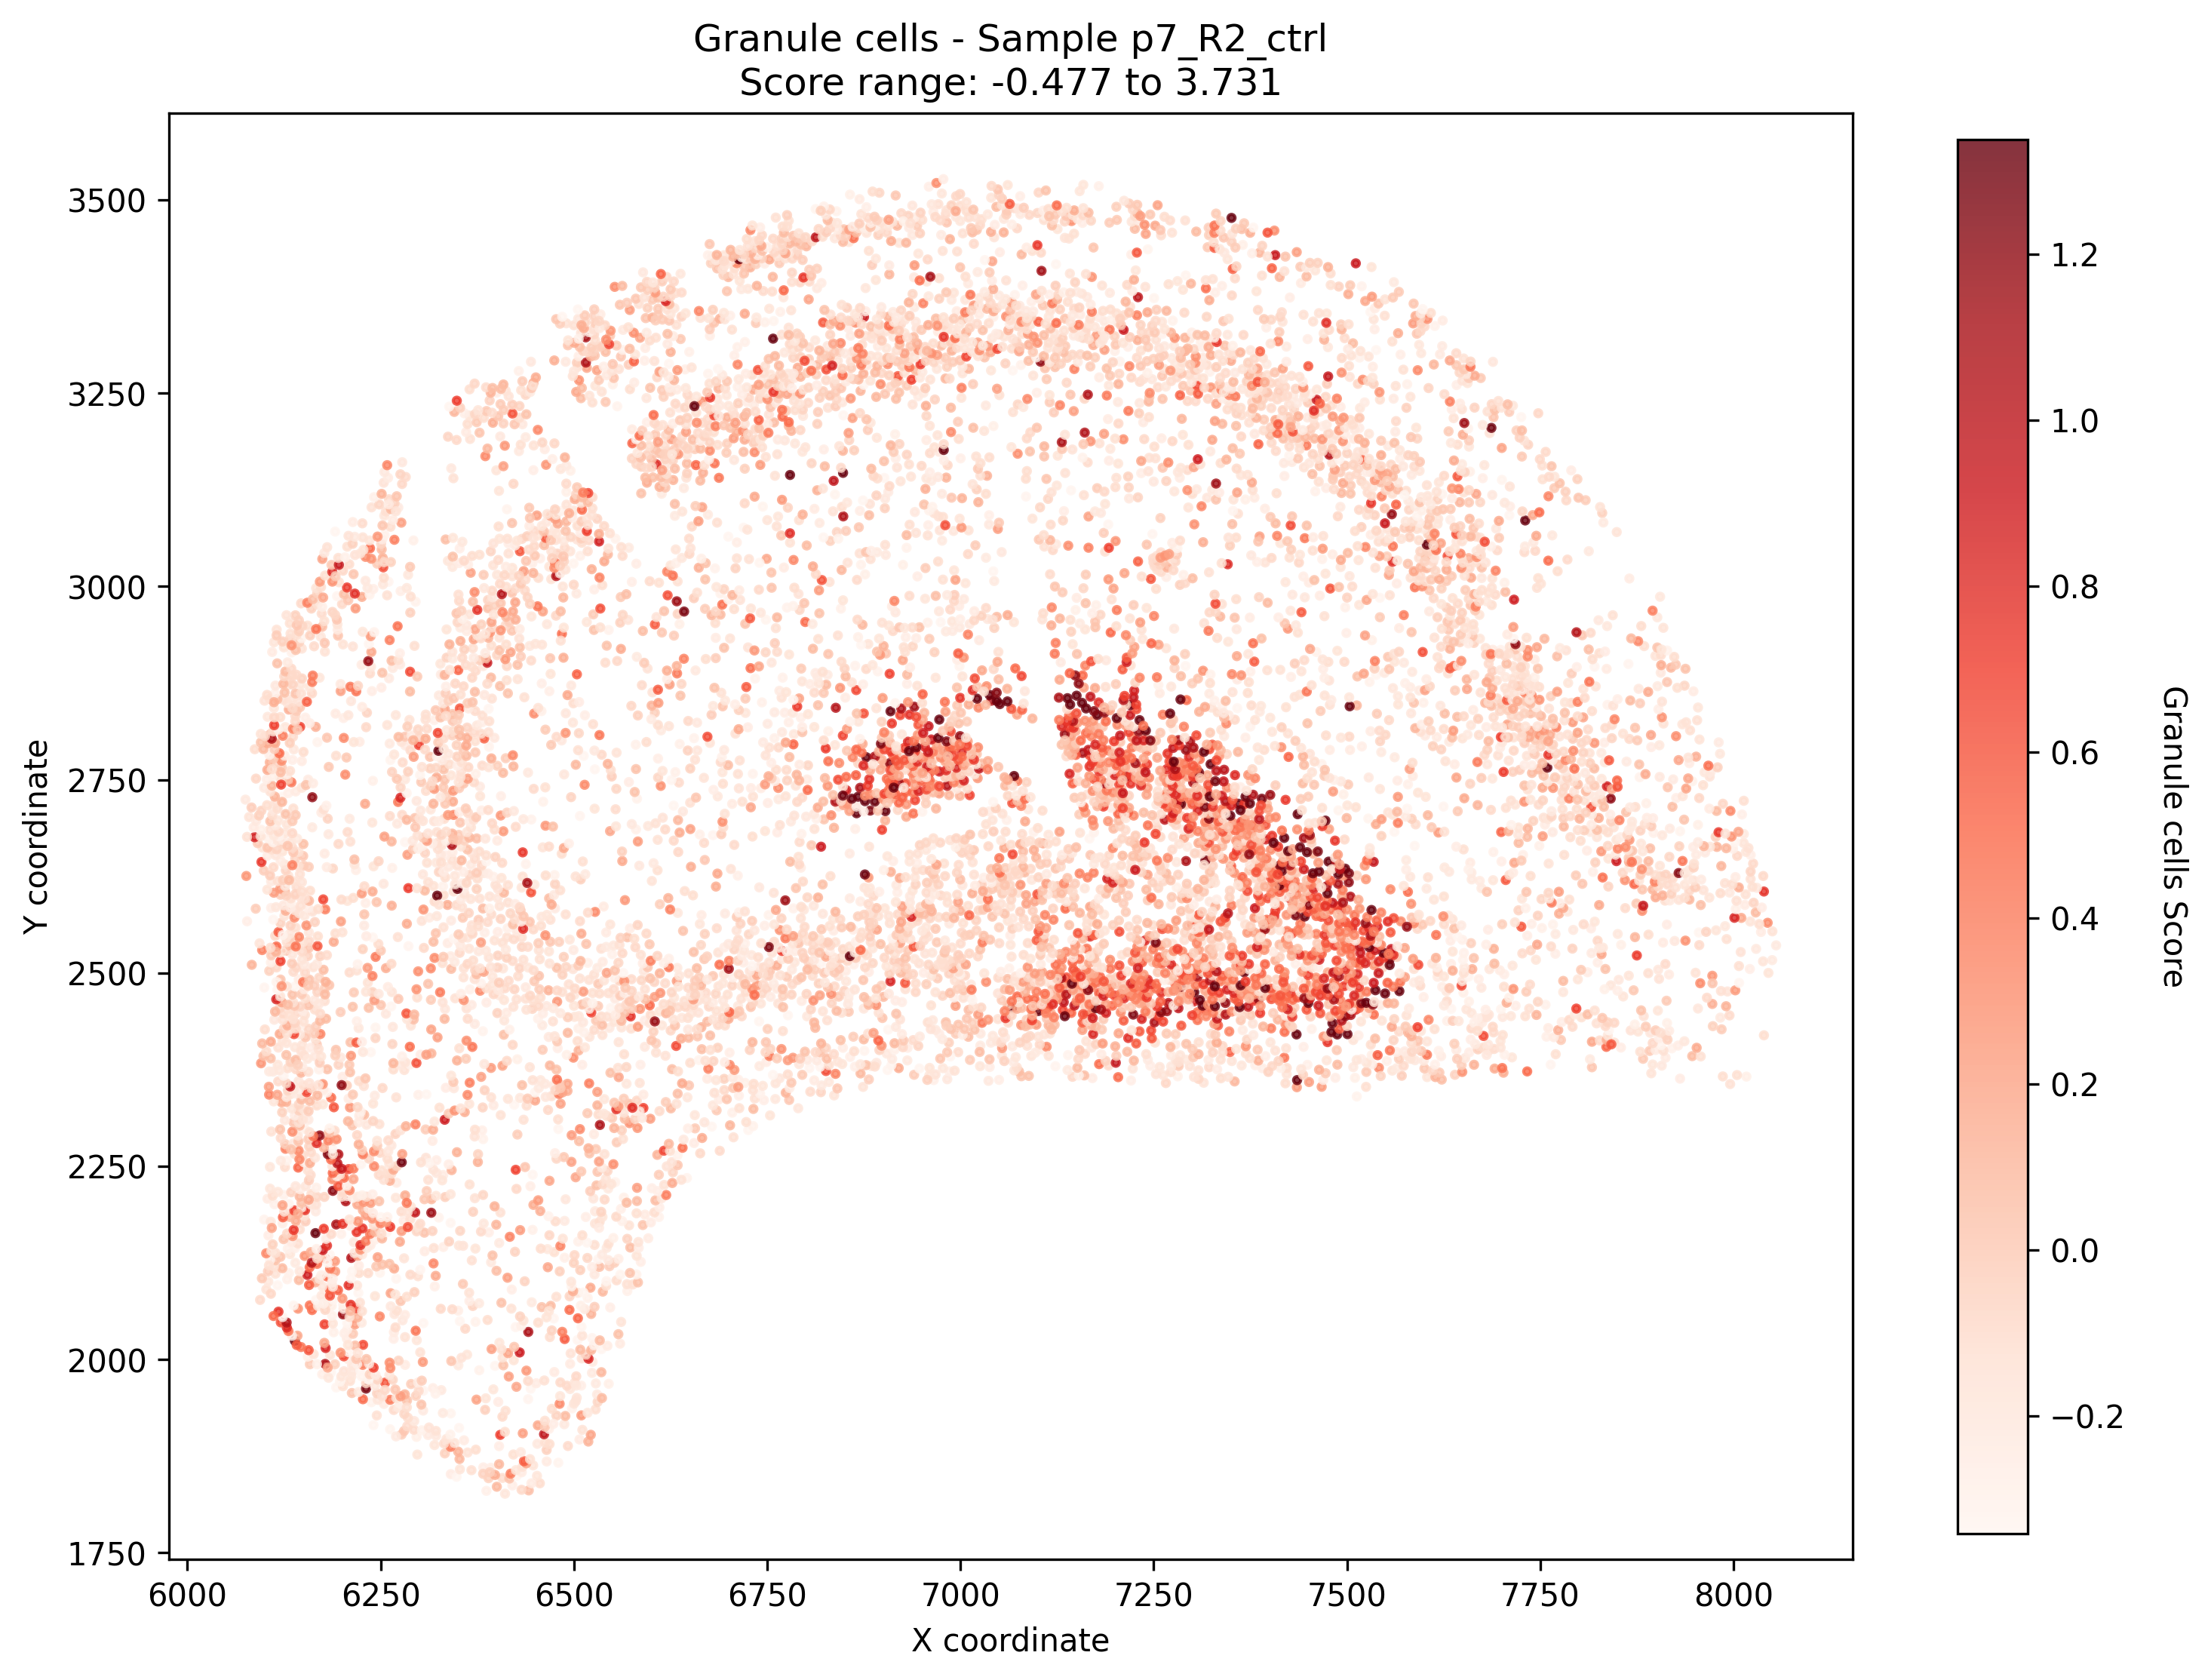 Granule cells - Sample p7_R2_ctrl
Score range: -0.477 to 3.731
3500
3250
3000
2750
2500
2250
2000
1750
Y coordinate
6000 6250 6500 6750 7000 7250 7500 7750 8000
X coordinate
1.2
1.0
0.8
0.6
0.4
0.2
0.0
−0.2
Granule cells Score